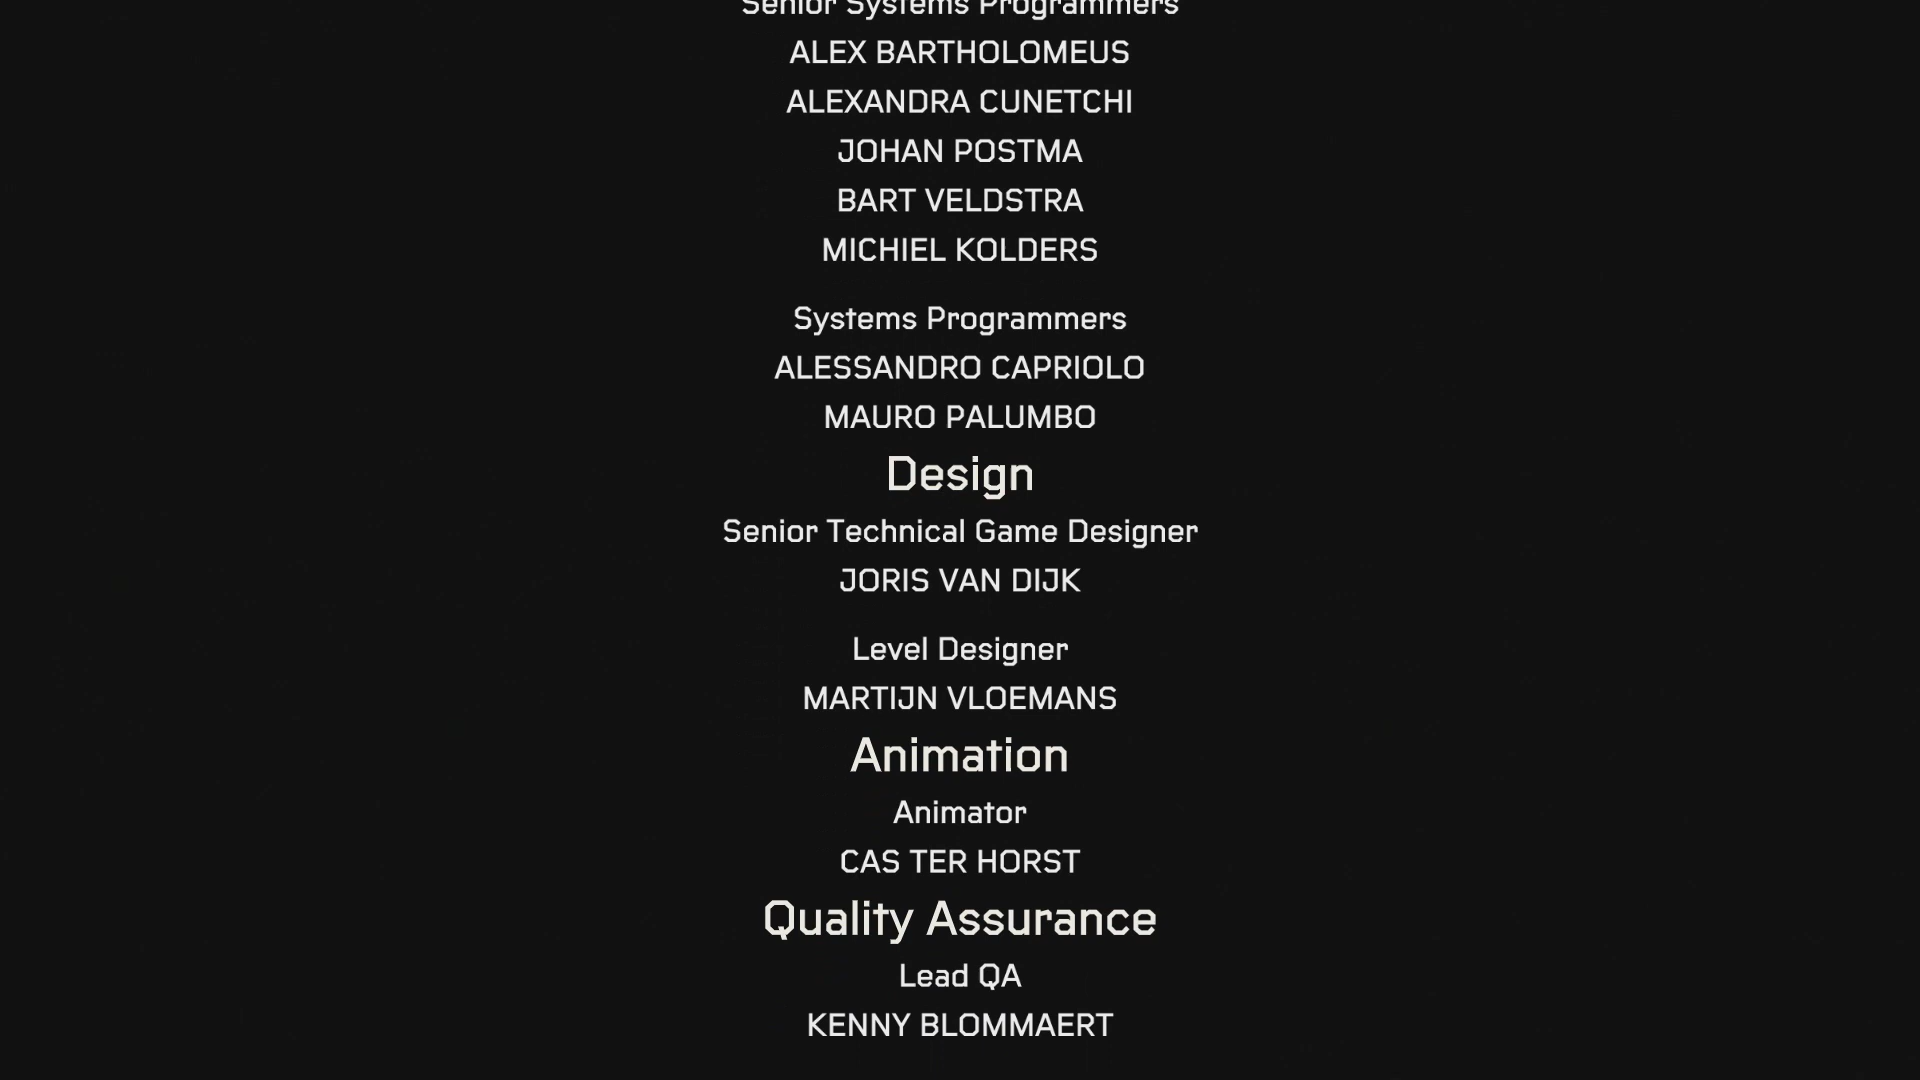 Senior Systems Programmers
ALEX BARTHOLOMEUS
ALEXANDRA CUNETCHI
JOHAN POSTMA
BART VELDSTRA
MICHIEL KOLDERS
Systems Programmers
ALESSANDRO CAPRIOLO
MAURO PALUMBO
Design
Senior Technical Game Designer
JORIS VAN DIJK
Level Designer
MARTIJN VLOEMANS
Animation
Animator
CAS TER HORST
Quality Assurance
Lead QA
KENNY BLOMMAERT